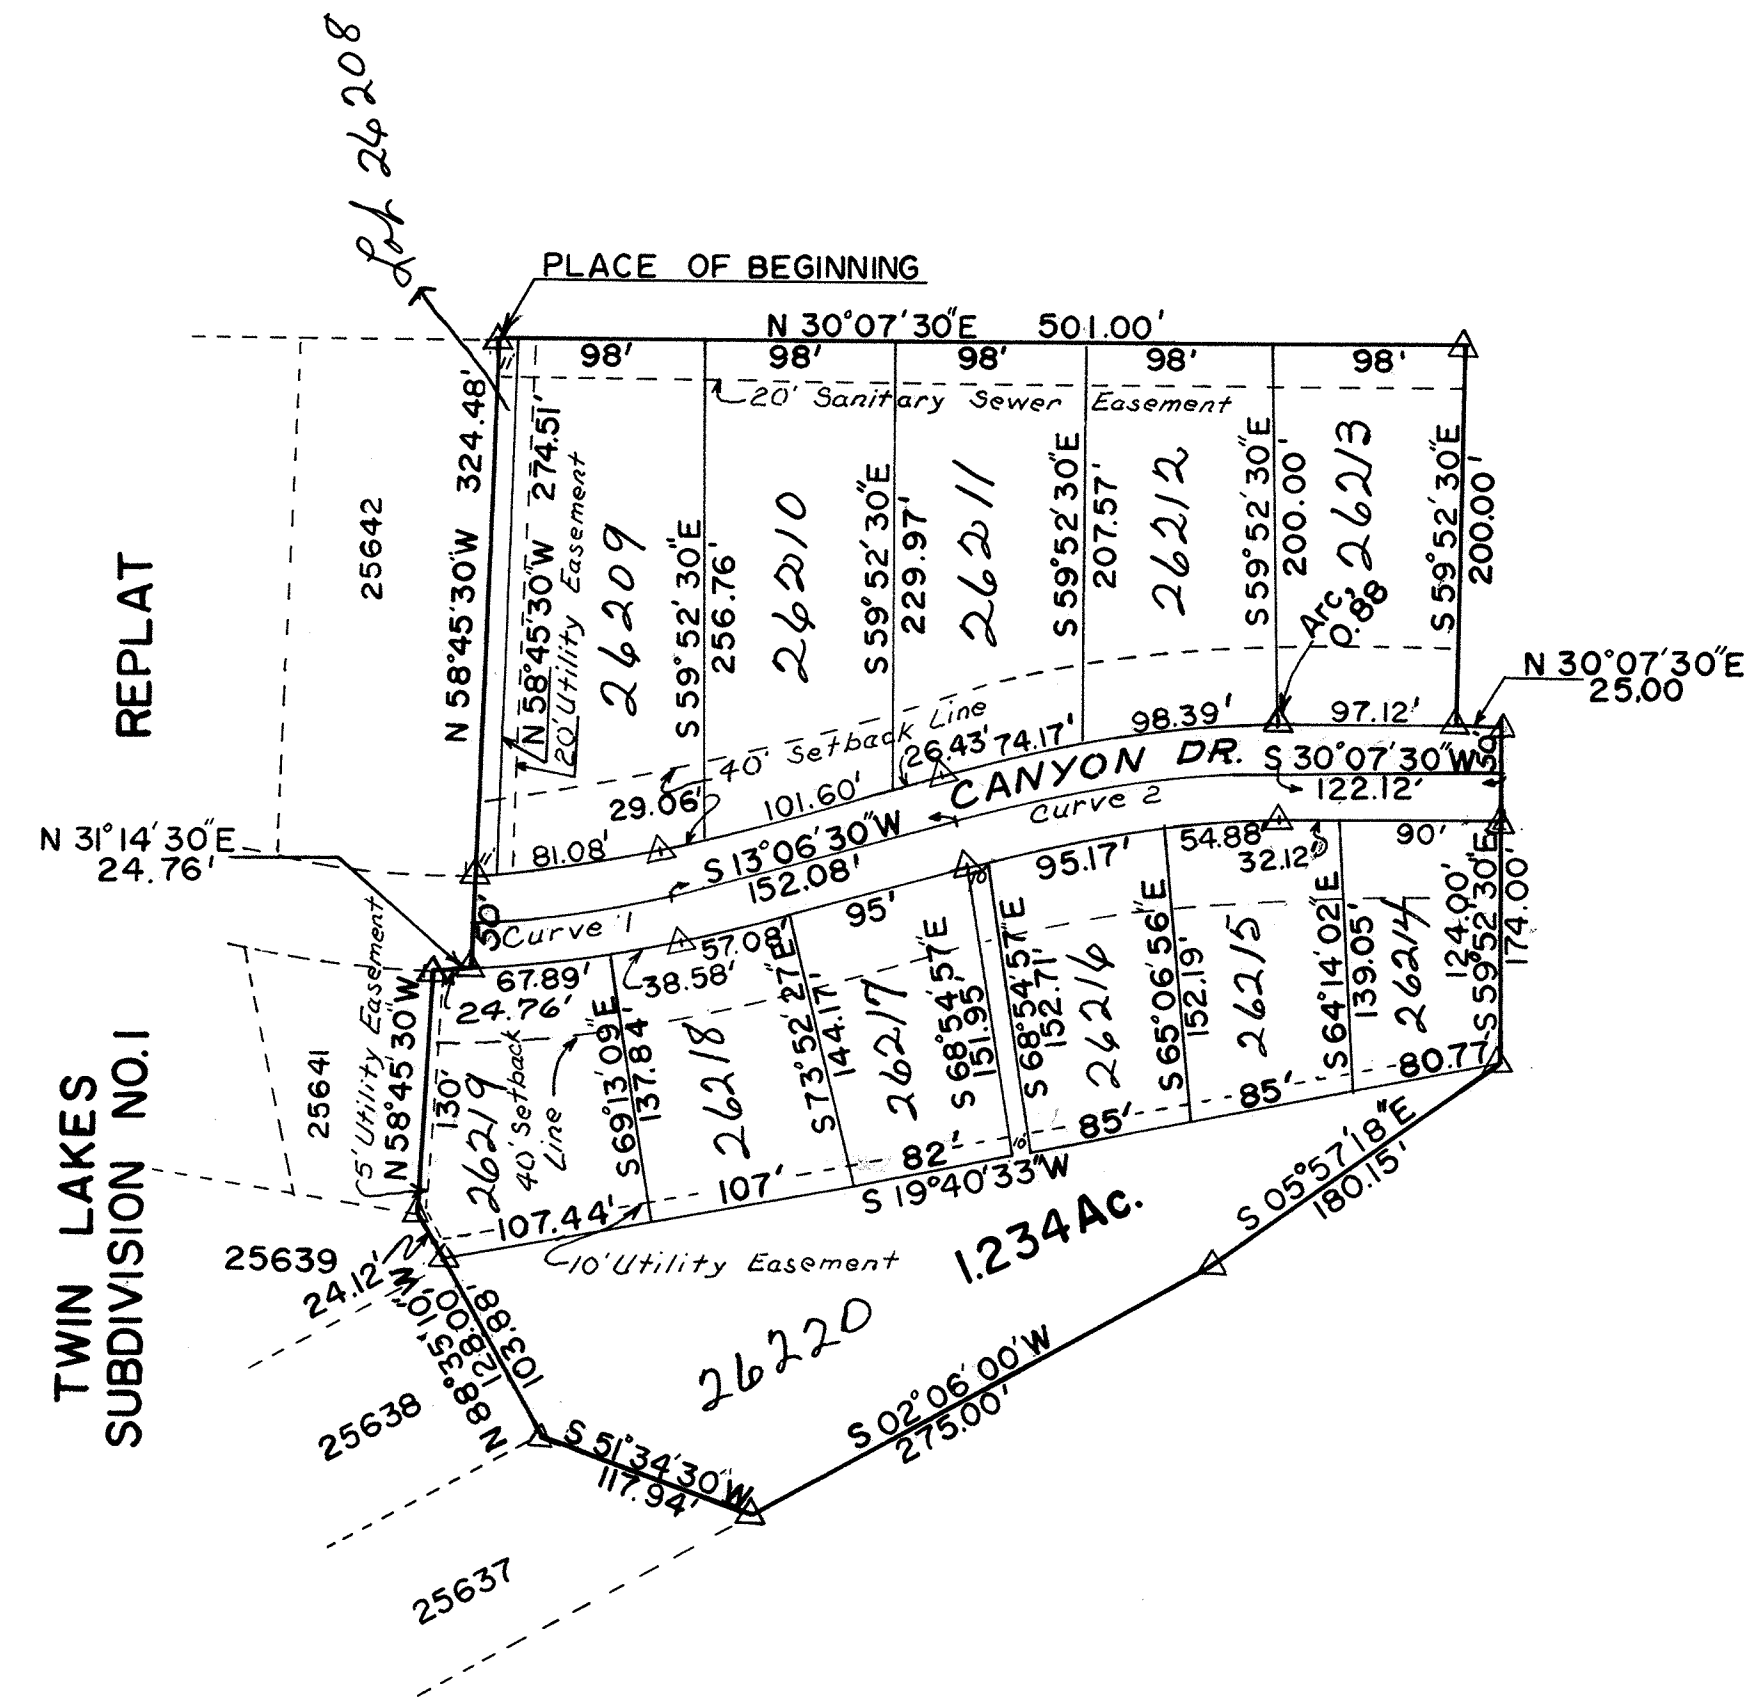 Lot 26208
PLACE OF BEGINNING
N 30°07'30"E 501.00'
98' 98' 98' 98' 98'
11'
20' Sanitary Sewer Easement
N 58°45'30"W 324.48'
N 58°45'30"W 274.51'
20' Utility Easement
26209
S 59°52'30"E
256.76'
26210
S 59°52'30"E
229.97'
26211
S 59°52'30"E
207.57'
26212
S 59°52'30"E
200.00'
26213
S 59°52'30"E
200.00'
Arc,
0.88
N 30°07'30"E
25.00
25642
REPLAT
40' Setback Line
81.08'
29.06'
101.60'
26.43'
74.17'
98.39'
97.12'
11'
CANYON DR.
S 30°07'30"W
122.12'
50'
Curve 2
S 13°06'30"W
152.08'
Curve 1
50'
N 31°14'30"E
24.76'
67.89'
24.76'
38.58'
57.08'
95'
10'
95.17'
54.88'
32.12'
90'
TWIN LAKES
SUBDIVISION NO.1
25641
5' Utility Easement
N 58°45'30"W
130'
26219
40' Setback
Line
S 69°13'09"E
137.84'
26218
S 73°52'27"E
144.17'
26217
S 68°54'57"E
151.95'
S 68°54'57"E
152.71'
26216
S 65°06'56"E
152.19'
26215
S 64°14'02"E
139.05'
26214
124.00'
S 59°52'30"E
174.00'
107.44'
107'
82'
10'
85'
85'
80.77
S 19°40'33"W
10' Utility Easement
1.234 Ac.
26220
S 05°57'18"E
180.15'
S 02°06'00"W
275.00'
25639
24.12'
N 88°35'10"W
128.00'
103.88'
25638
S 51°34'30"W
117.94'
25637